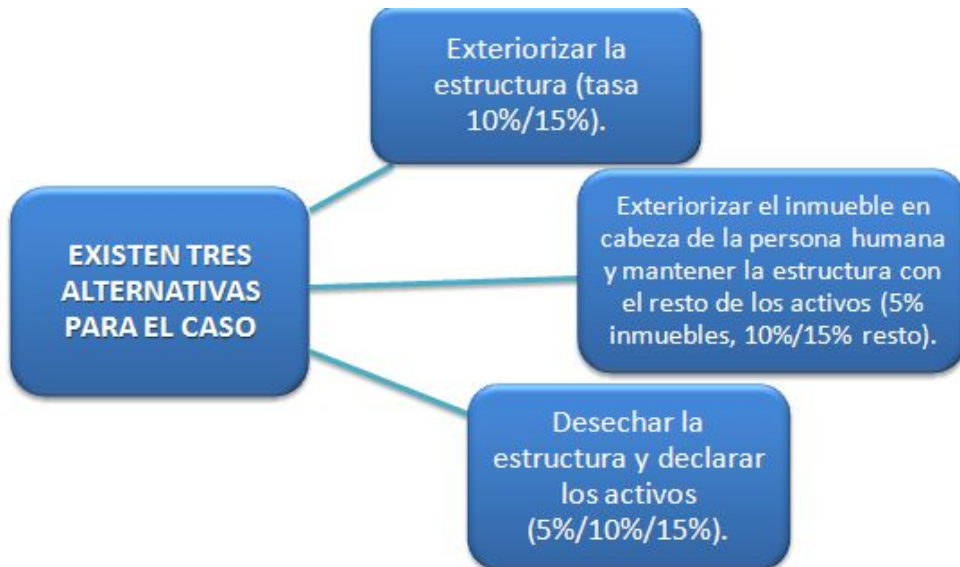 Exteriorizar la
estructura (tasa
10%/15%).
EXISTEN TRES
ALTERNATIVAS
PARA EL CASO
Exteriorizar el inmueble en
cabeza de la persona humana
y mantener la estructura con
el resto de los activos (5%
inmuebles, 10%/15% resto).
Desechar la
estructura y declarar
los activos
(5%/10%/15%).